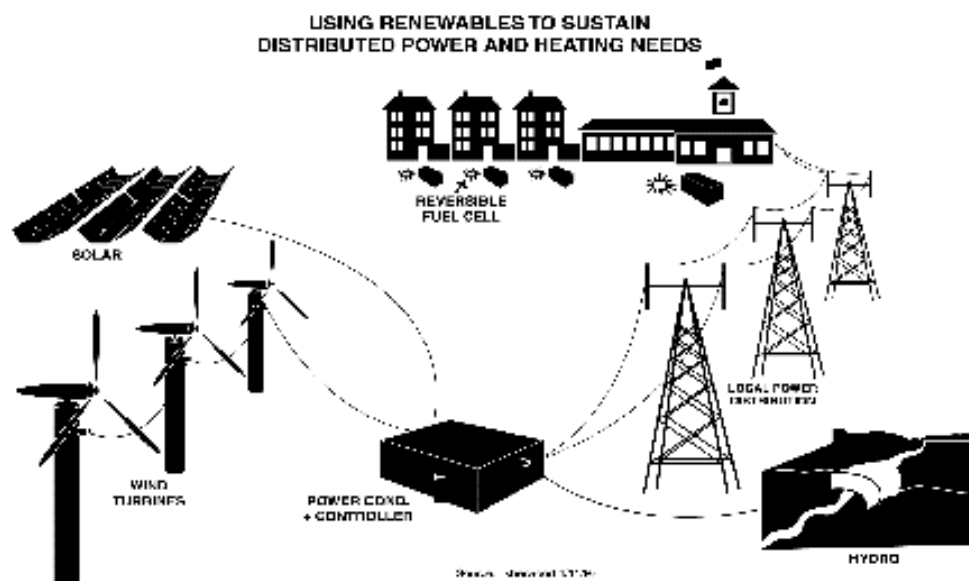 USING RENEWABLES TO SUSTAIN
DISTRIBUTED POWER AND HEATING NEEDS
REVERSIBLE
FUEL CELL
SOLAR
LOCAL POWER
DISTRIBUTION
WIND
TURBINES
POWER COND.
+ CONTROLLER
HYDRO